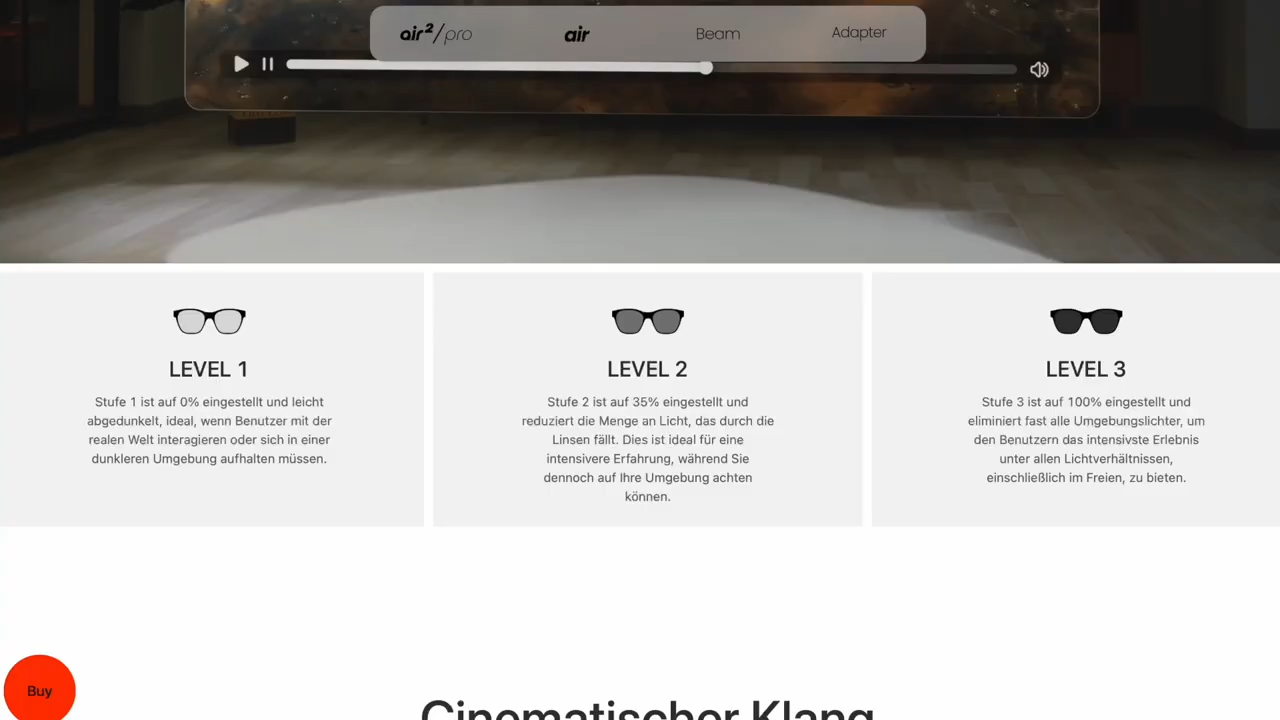 air²/pro
air
Beam
Adapter
LEVEL 1
Stufe 1 ist auf 0% eingestellt und leicht
abgedunkelt, ideal, wenn Benutzer mit der
realen Welt interagieren oder sich in einer
dunkleren Umgebung aufhalten müssen.
LEVEL 2
Stufe 2 ist auf 35% eingestellt und
reduziert die Menge an Licht, das durch die
Linsen fällt. Dies ist ideal für eine
intensivere Erfahrung, während Sie
dennoch auf Ihre Umgebung achten
können.
LEVEL 3
Stufe 3 ist auf 100% eingestellt und
eliminiert fast alle Umgebungslichter, um
den Benutzern das intensivste Erlebnis
unter allen Lichtverhältnissen,
einschließlich im Freien, zu bieten.
Buy
Cinematischer Klang